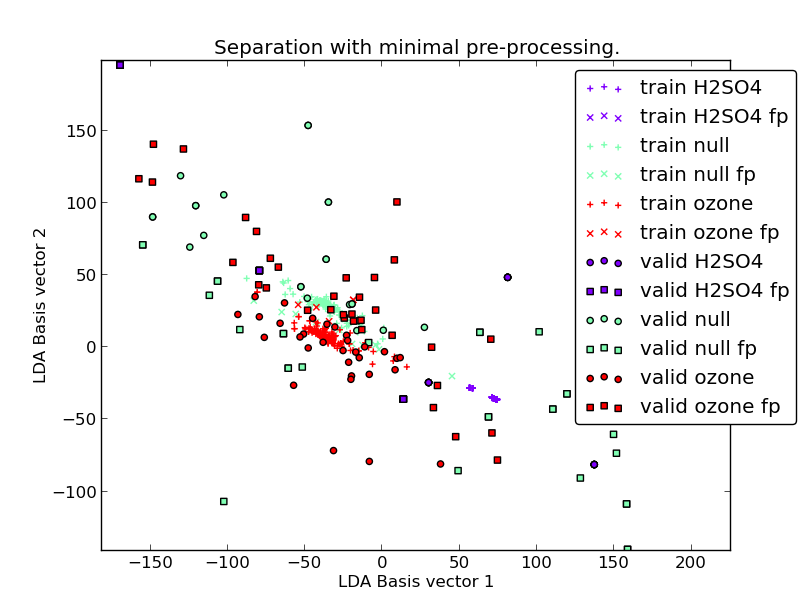 Separation with minimal pre-processing.
train H2SO4
train H2SO4 fp
train null
train null fp
train ozone
train ozone fp
valid H2SO4
valid H2SO4 fp
valid null
valid null fp
valid ozone
valid ozone fp
LDA Basis vector 2
150
100
50
0
−50
−100
−150 −100 −50 0 50 100 150 200
LDA Basis vector 1